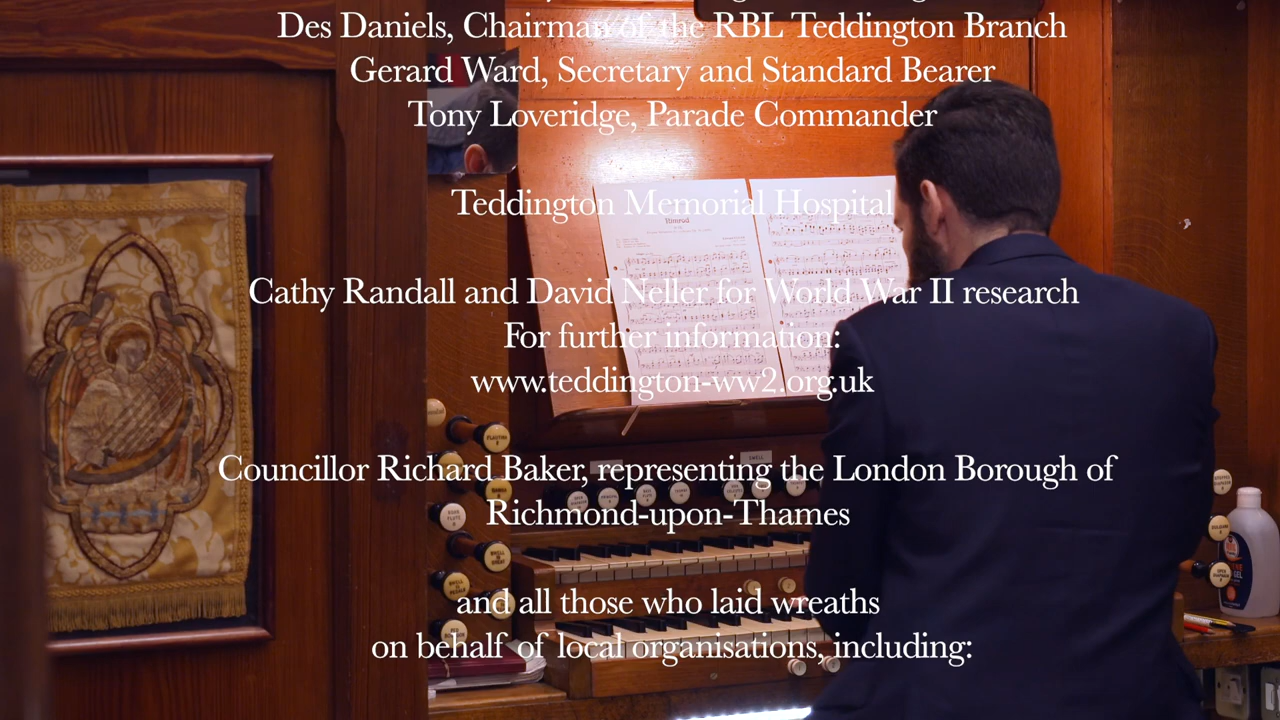 Des Daniels, Chairman of the RBL Teddington Branch
Gerard Ward, Secretary and Standard Bearer
Tony Loveridge, Parade Commander
Teddington Memorial Hospital
Nimrod
Cathy Randall and David Neller for World War II research
For further information:
www.teddington-ww2.org.uk
Councillor Richard Baker, representing the London Borough of
Richmond-upon-Thames
SWELL
and all those who laid wreaths
on behalf of local organisations, including:
GEL